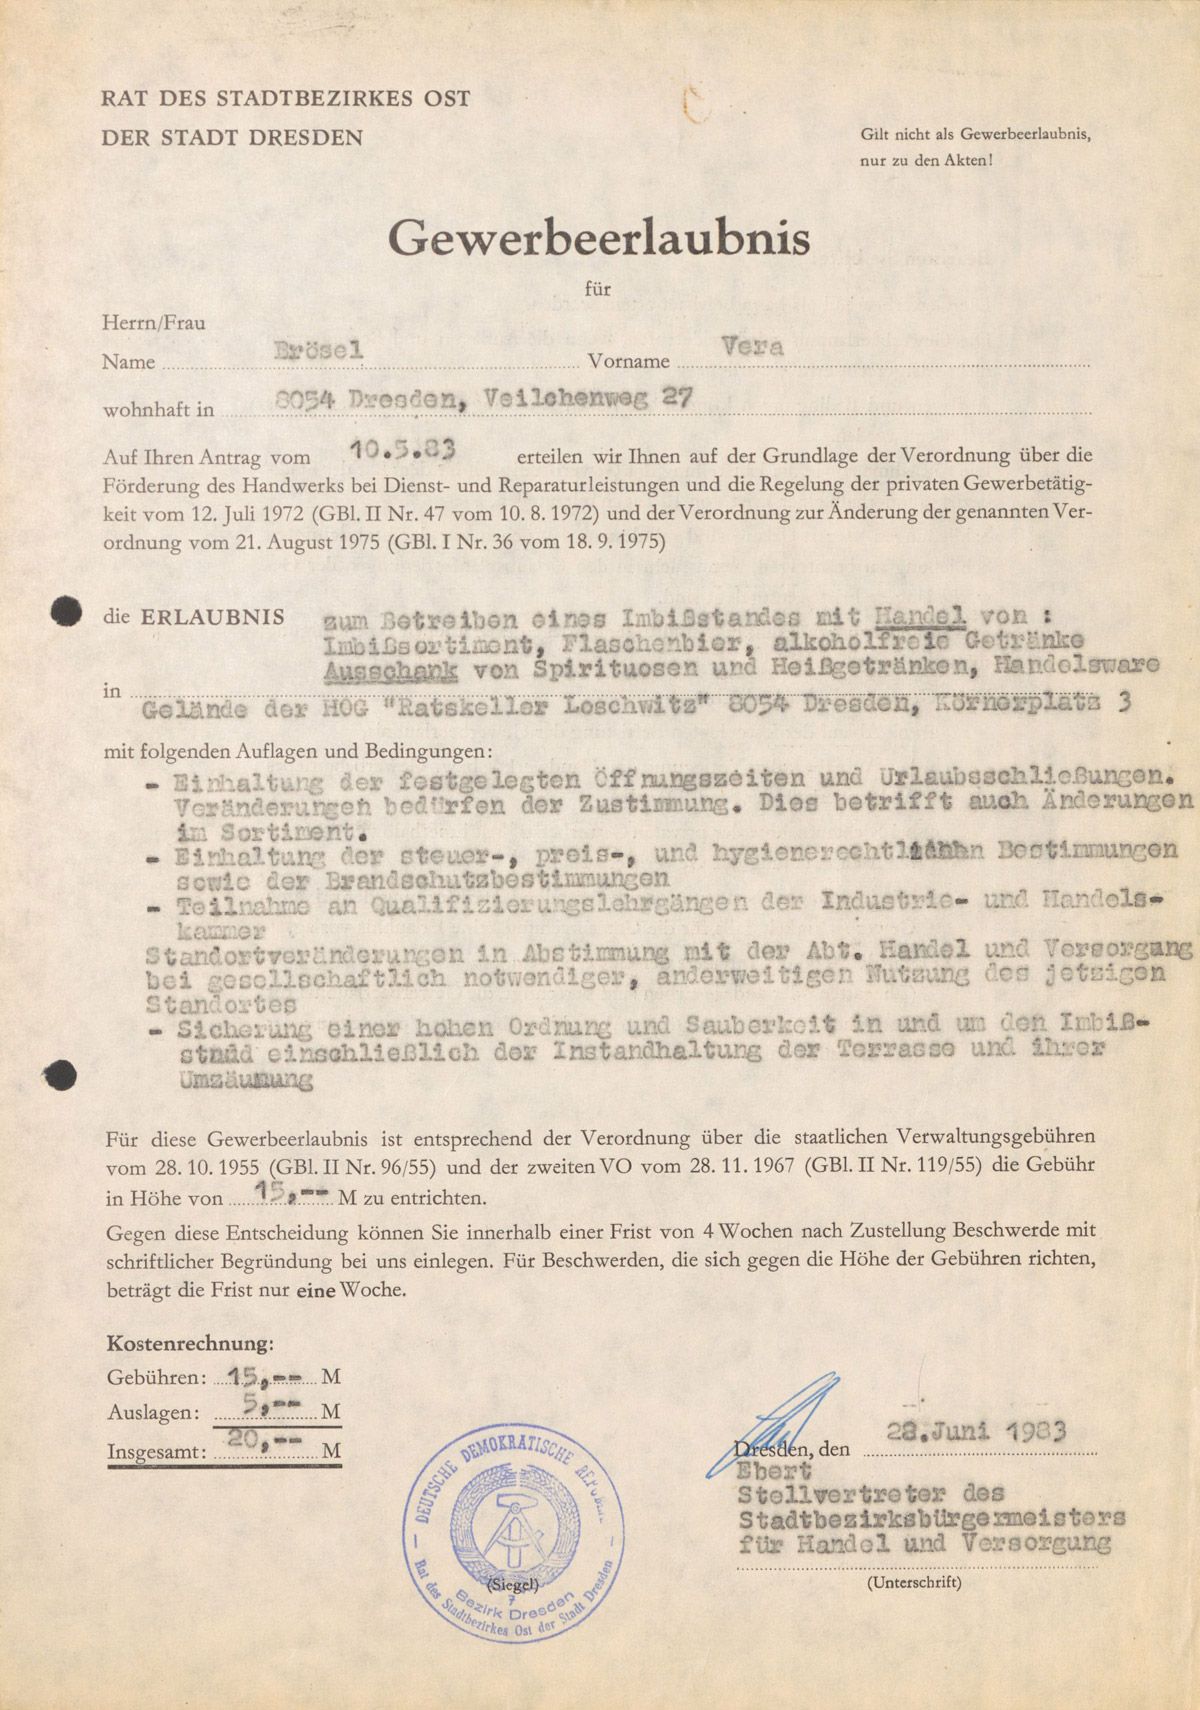 RAT DES STADTBEZIRKES OST
DER STADT DRESDEN
Gilt nicht als Gewerbeerlaubnis,
nur zu den Akten!
Gewerbeerlaubnis
für
Herrn/Frau
Name Brösel Vorname Vera
wohnhaft in 8054 Dresden, Veilchenweg 27
Auf Ihren Antrag vom 10.5.83 erteilen wir Ihnen auf der Grundlage der Verordnung über die
Förderung des Handwerks bei Dienst- und Reparaturleistungen und die Regelung der privaten Gewerbetätig-
keit vom 12. Juli 1972 (GBl. II Nr. 47 vom 10. 8. 1972) und der Verordnung zur Änderung der genannten Ver-
ordnung vom 21. August 1975 (GBl. I Nr. 36 vom 18. 9. 1975)
die ERLAUBNIS zum Betreiben eines Imbißstandes mit Handel von :
Imbißsortiment, Flaschenbier, alkoholfreie Getränke
Ausschank von Spirituosen und Heißgetränken, Handelsware
in
Gelände der HOG "Ratskeller Loschwitz" 8054 Dresden, Körnerplatz 3
mit folgenden Auflagen und Bedingungen:
- Einhaltung der festgelegten Öffnungszeiten und Urlaubsschließungen.
Veränderungen bedürfen der Zustimmung. Dies betrifft auch Änderungen
im Sortiment.
- Einhaltung der steuer-, preis-, und hygienerechtlichen Bestimmungen
sowie der Brandschutzbestimmungen
- Teilnahme an Qualifizierungslehrgängen der Industrie- und Handels-
kammer
Standortveränderungen in Abstimmung mit der Abt. Handel und Versorgung
bei gesellschaftlich notwendiger, anderweitigen Nutzung des jetzigen
Standortes
- Sicherung einer hohen Ordnung und Sauberkeit in und um den Imbiß-
einschließlich der Instandhaltung der Terrasse und ihrer
Umzäunung
Für diese Gewerbeerlaubnis ist entsprechend der Verordnung über die staatlichen Verwaltungsgebühren
vom 28. 10. 1955 (GBl. II Nr. 96/55) und der zweiten VO vom 28. 11. 1967 (GBl. II Nr. 119/55) die Gebühr
in Höhe von 15,-- M zu entrichten.
Gegen diese Entscheidung können Sie innerhalb einer Frist von 4 Wochen nach Zustellung Beschwerde mit
schriftlicher Begründung bei uns einlegen. Für Beschwerden, die sich gegen die Höhe der Gebühren richten,
beträgt die Frist nur eine Woche.
Kostenrechnung:
Gebühren: 15,-- M
Auslagen: 5,-- M
Insgesamt: 20,-- M
Dresden, den 28.Juni 1983
Ebert
Stellvertreter des
Stadtbezirksbürgermeisters
für Handel und Versorgung
(Unterschrift)
DEUTSCHE DEMOKRATISCHE REPUBLIK
(Siegel)
7
Bezirk Dresden
Rat des Stadtbezirkes Ost der Stadt Dresden